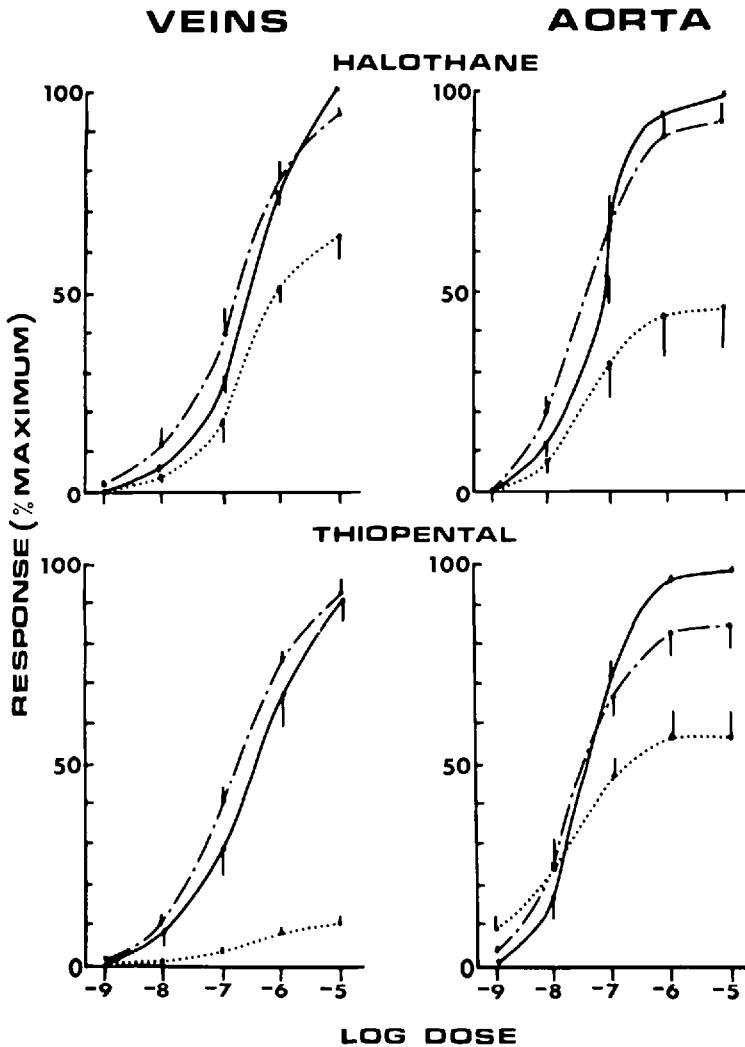 VEINS AORTA
HALOTHANE
100 100
50 50
0 0
THIOPENTAL
100 100
50 50
0 0
-9 -8 -7 -6 -5 -9 -8 -7 -6 -5
LOG DOSE
RESPONSE (% MAXIMUM)